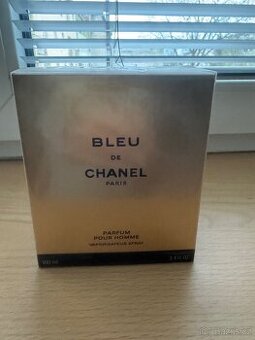 BLEU
DE
CHANEL
PARIS
PARFUM
POUR HOMME
VAPORISATEUR SPRAY
100 ml